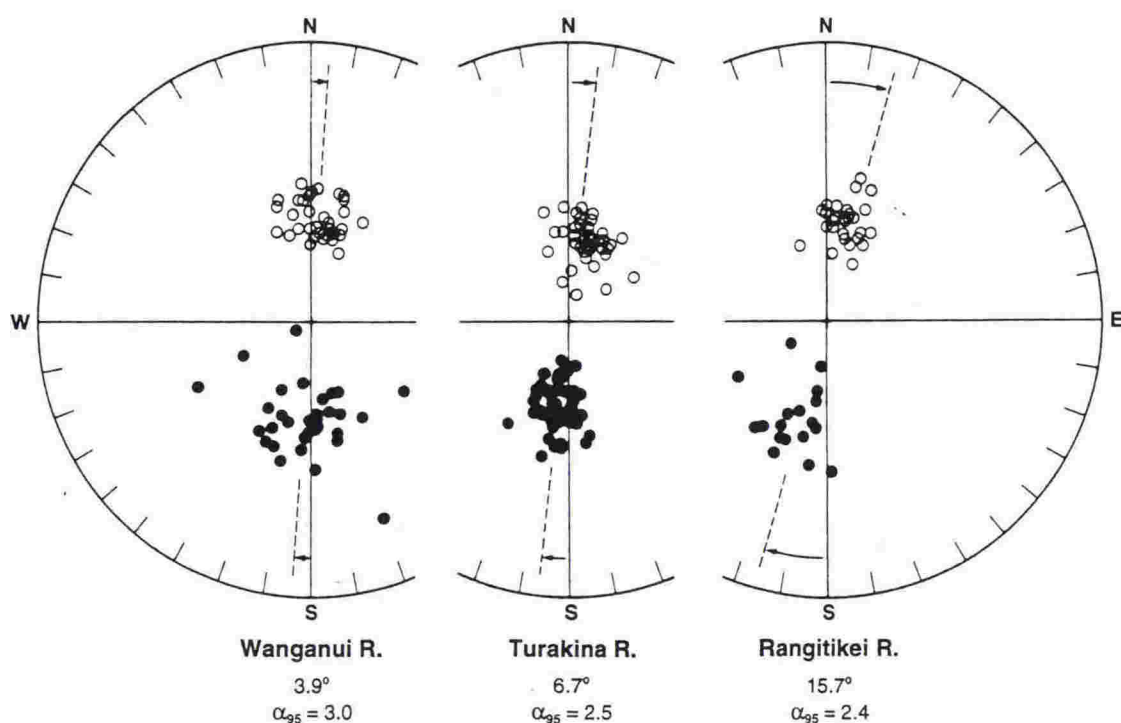 N N N
W E
S S S
Wanganui R. Turakina R. Rangitikei R.
3.9° 6.7° 15.7°
α₉₅ = 3.0 α₉₅ = 2.5 α₉₅ = 2.4